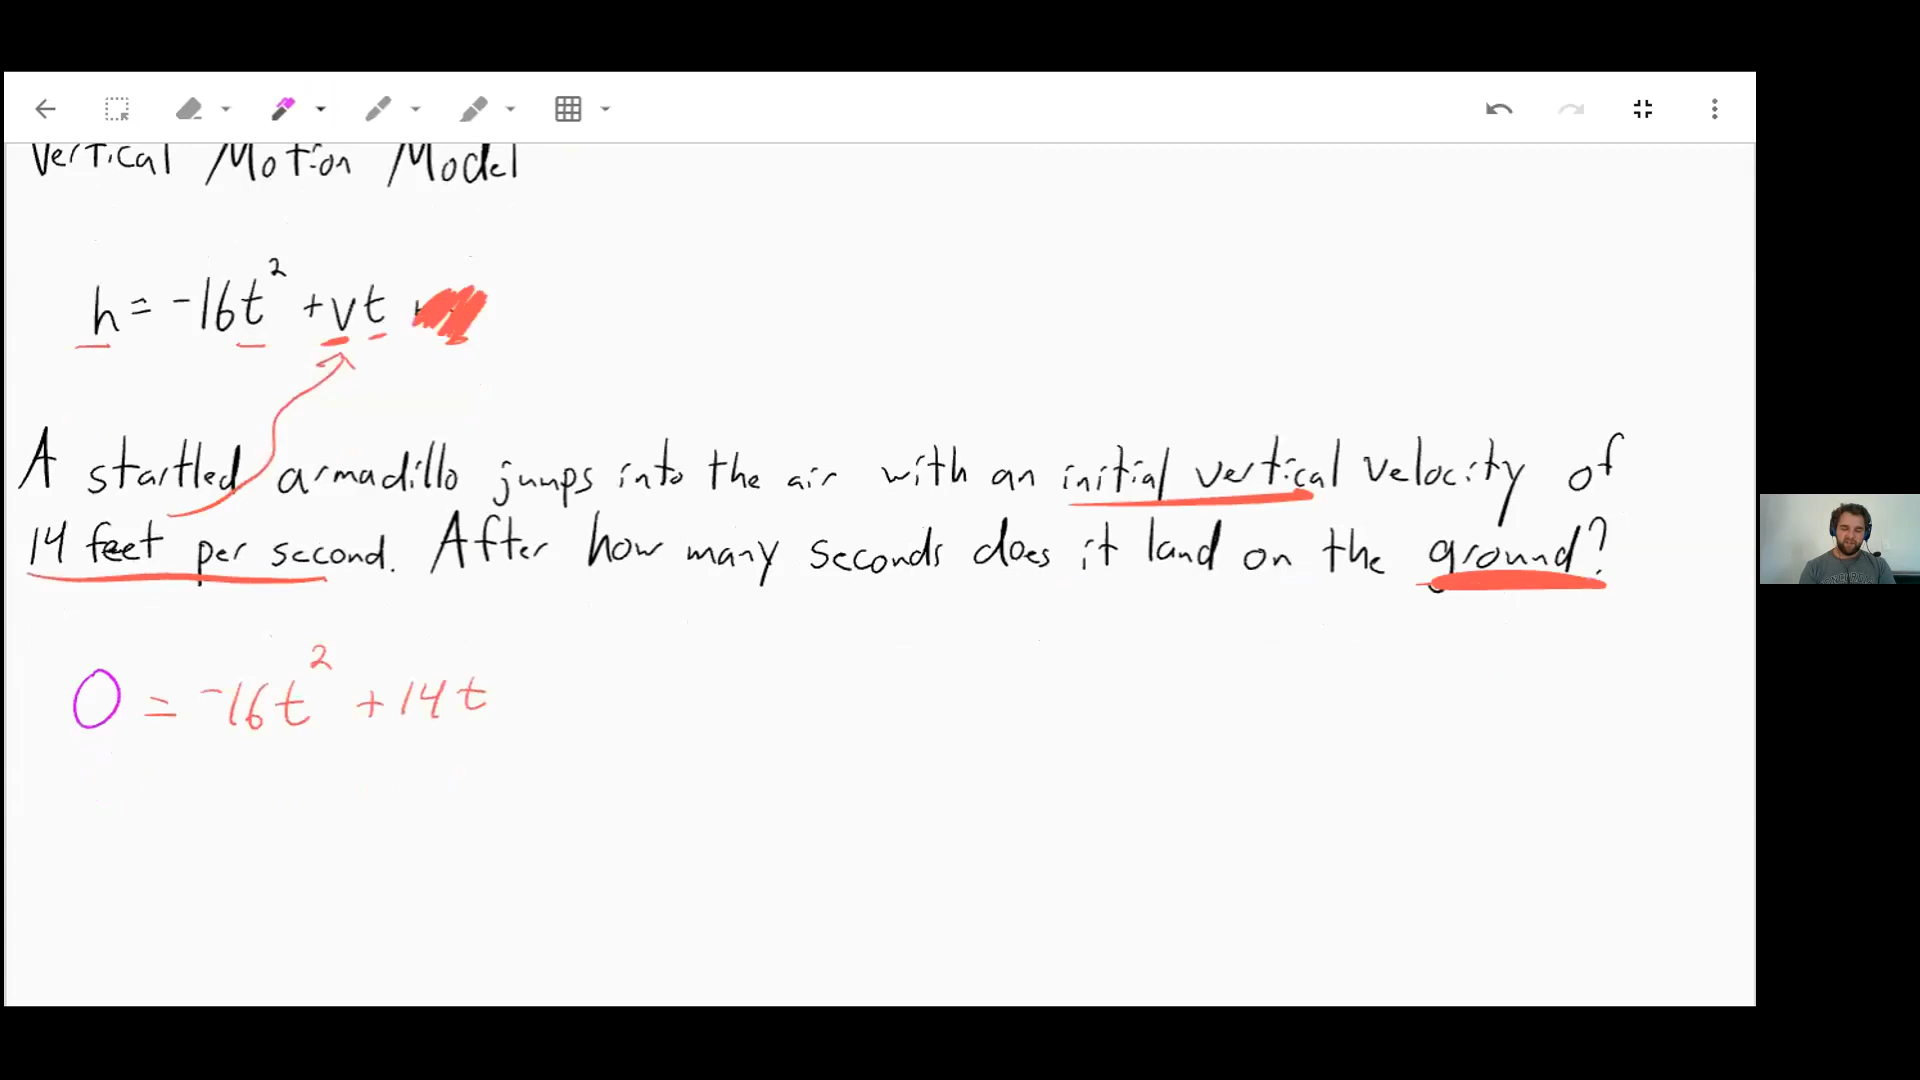 Vertical Motion Model
h = -16t² + vt
A startled armadillo jumps into the air with an initial vertical velocity of
14 feet per second. After how many seconds does it land on the ground?
0 = -16t² + 14t